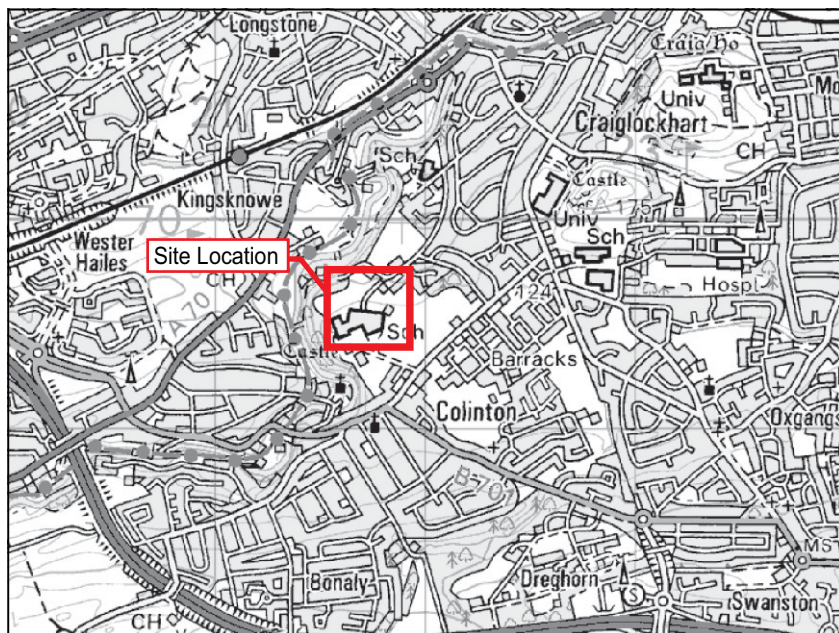 Longstone
Craig Ho
Univ
Craiglockhart
CH
LC
Sch
Castle
Kingsknowe
Univ
175
70
Sch
Wester
Hailes
Site Location
CH
A 70
124
Hospl
Sch
Castle
Barracks
Colinton
Oxgangs
B 701
MS
Bonaly
Dreghorn
S
Swanston
CH